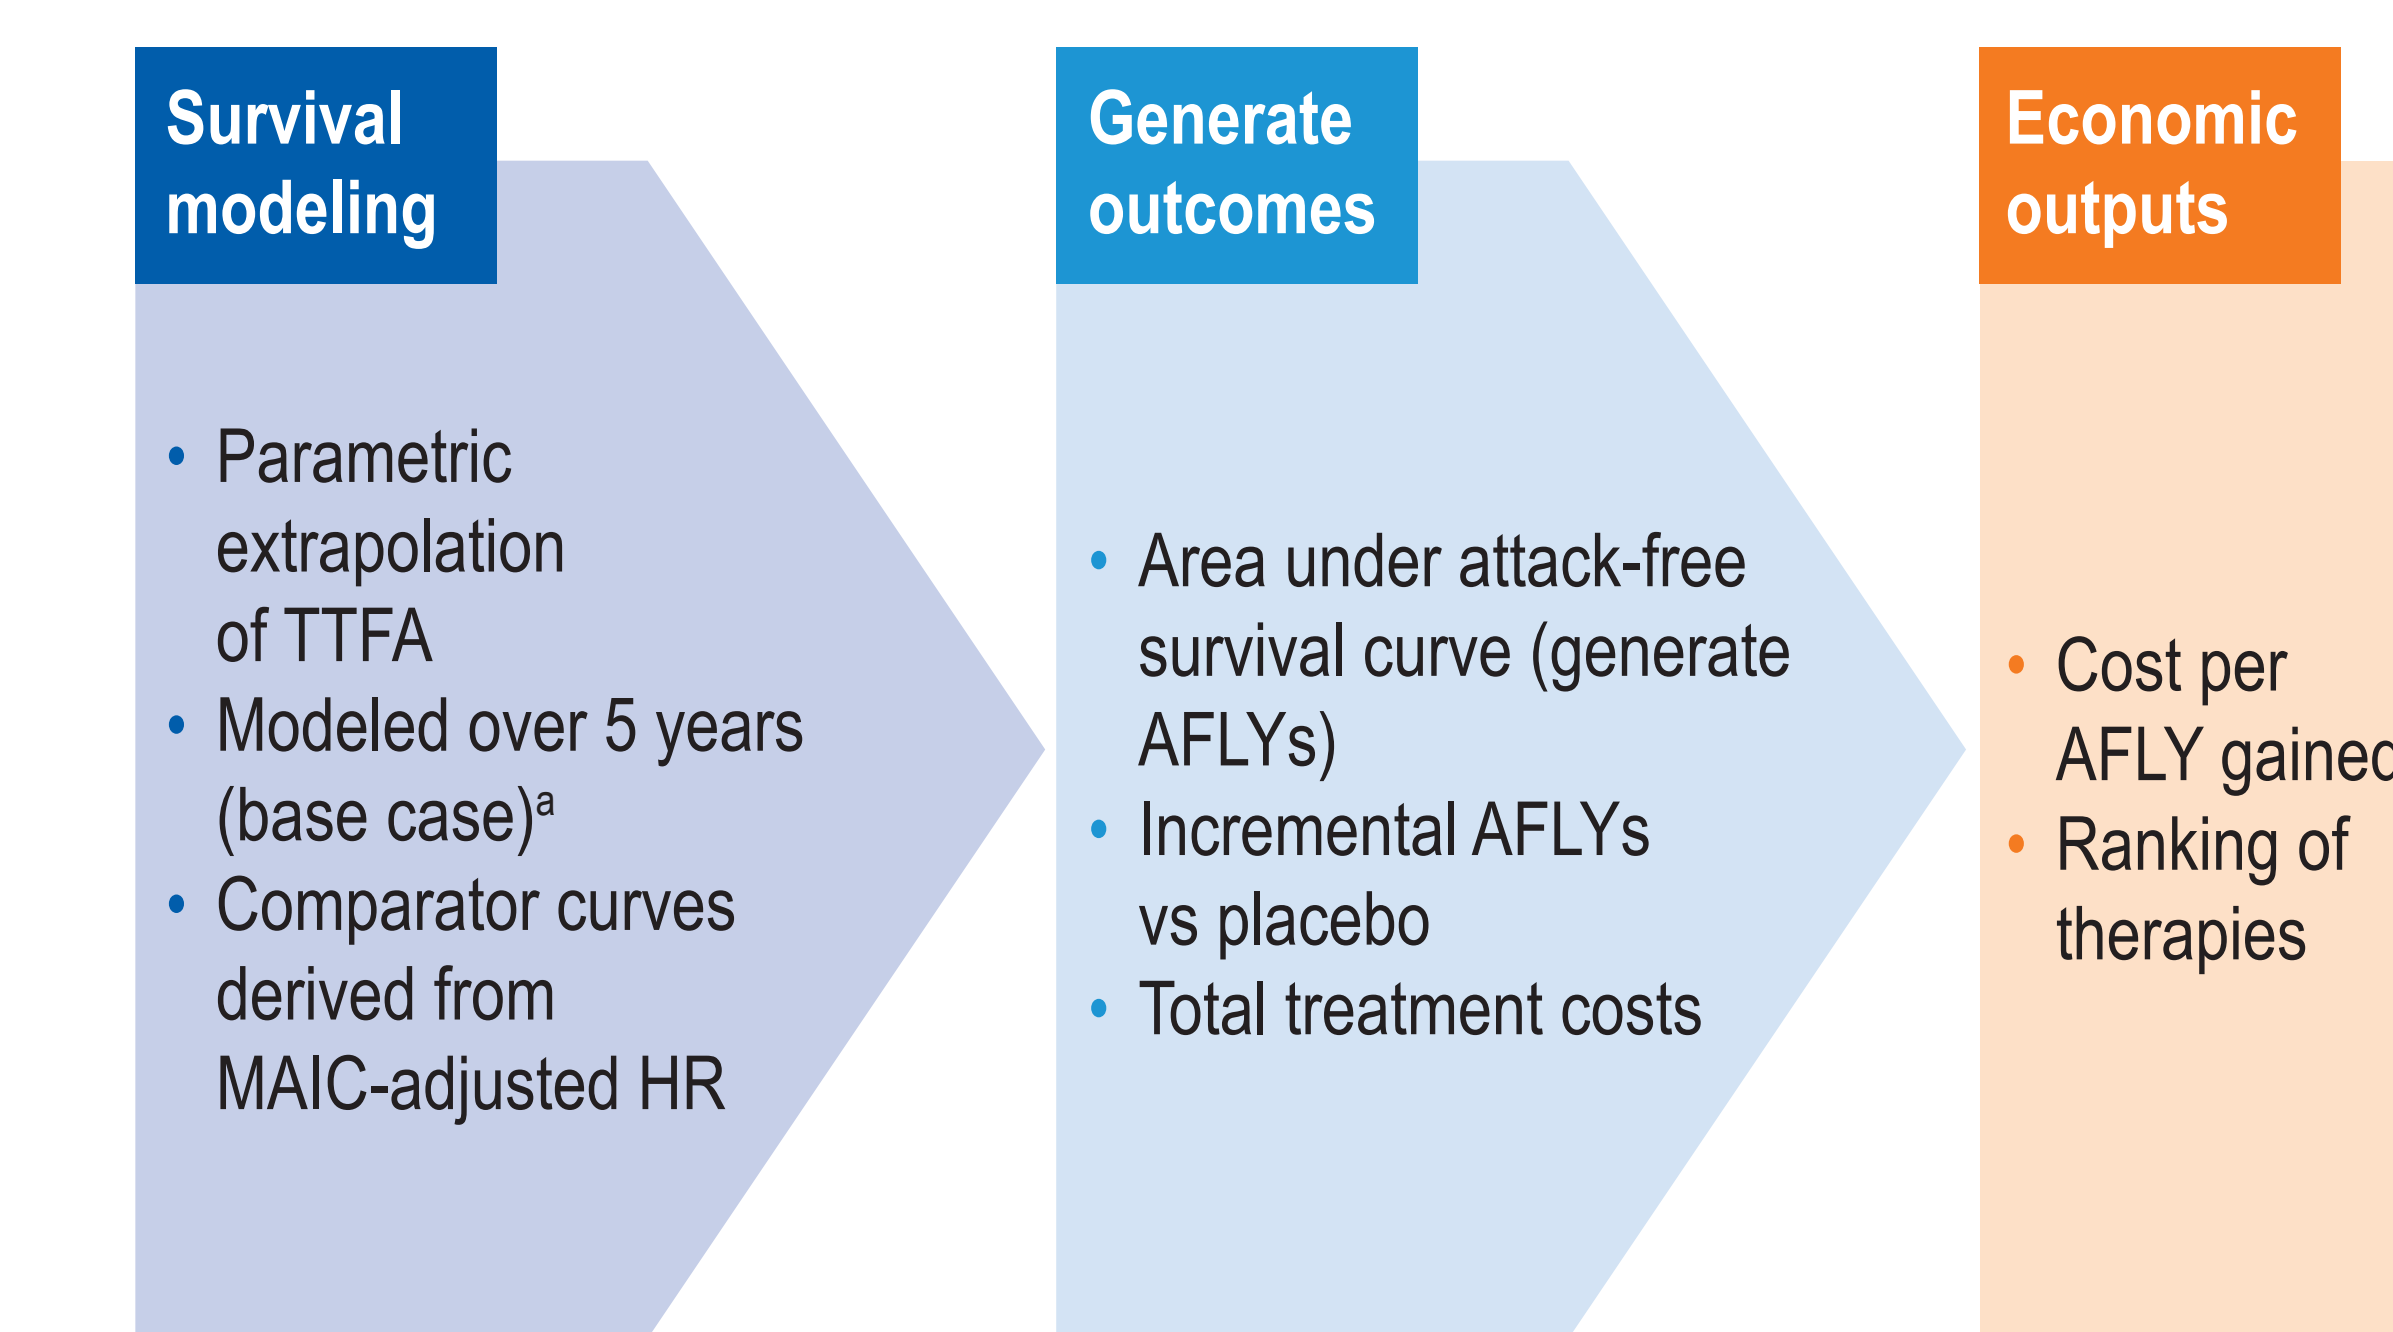 Survival
modeling
• Parametric
extrapolation
of TTFA
• Modeled over 5 years
(base case)ᵃ
• Comparator curves
derived from
MAIC-adjusted HR
Generate
outcomes
• Area under attack-free
survival curve (generate
AFLYs)
• Incremental AFLYs
vs placebo
• Total treatment costs
Economic
outputs
• Cost per
AFLY gained
• Ranking of
therapies